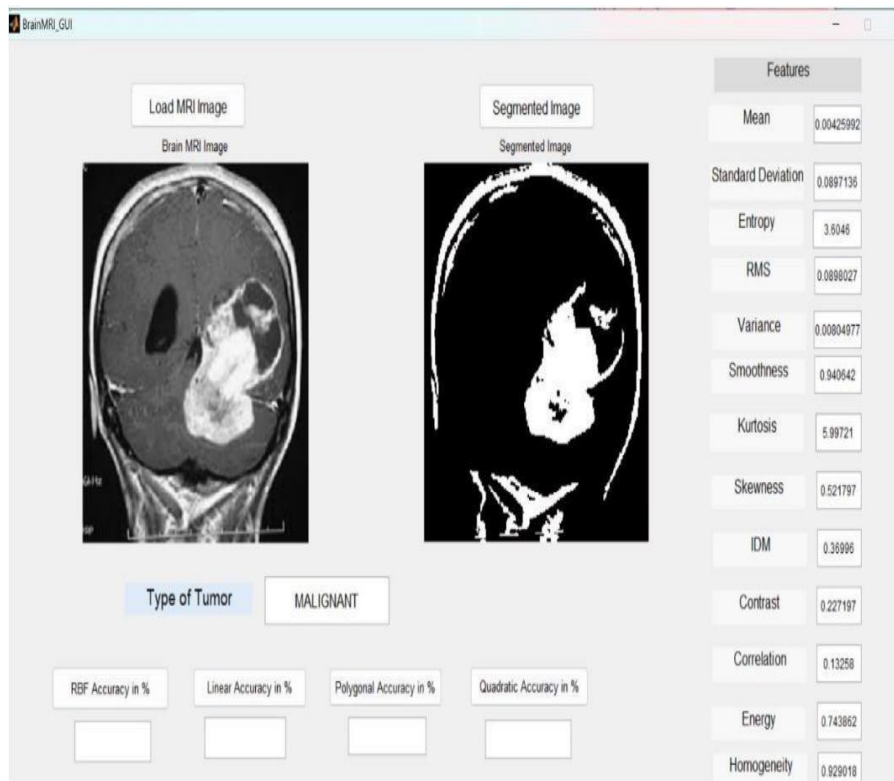 BrainMRI_GUI
Load MRI Image
Segmented Image
Brain MRI Image
Segmented Image
Type of Tumor
MALIGNANT
RBF Accuracy in %
Linear Accuracy in %
Polygonal Accuracy in %
Quadratic Accuracy in %
Features
Mean 0.00425992
Standard Deviation 0.0897136
Entropy 3.6046
RMS 0.0898027
Variance 0.00804977
Smoothness 0.940642
Kurtosis 5.99721
Skewness 0.521797
IDM 0.36996
Contrast 0.227197
Correlation 0.13258
Energy 0.743862
Homogeneity 0.929018